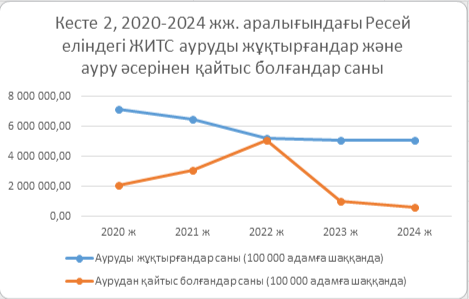 Кесте 2, 2020-2024 жж. аралығындағы Ресей
еліндегі ЖИТС ауруды жұқтырғандар және
ауру әсерінен қайтыс болғандар саны
8 000 000,00
6 000 000,00
4 000 000,00
2 000 000,00
0,00
2020 ж 2021 ж 2022 ж 2023 ж 2024 ж
Ауруды жұқтырғандар саны (100 000 адамға шаққанда)
Аурудан қайтыс болғандар саны (100 000 адамға шаққанда)